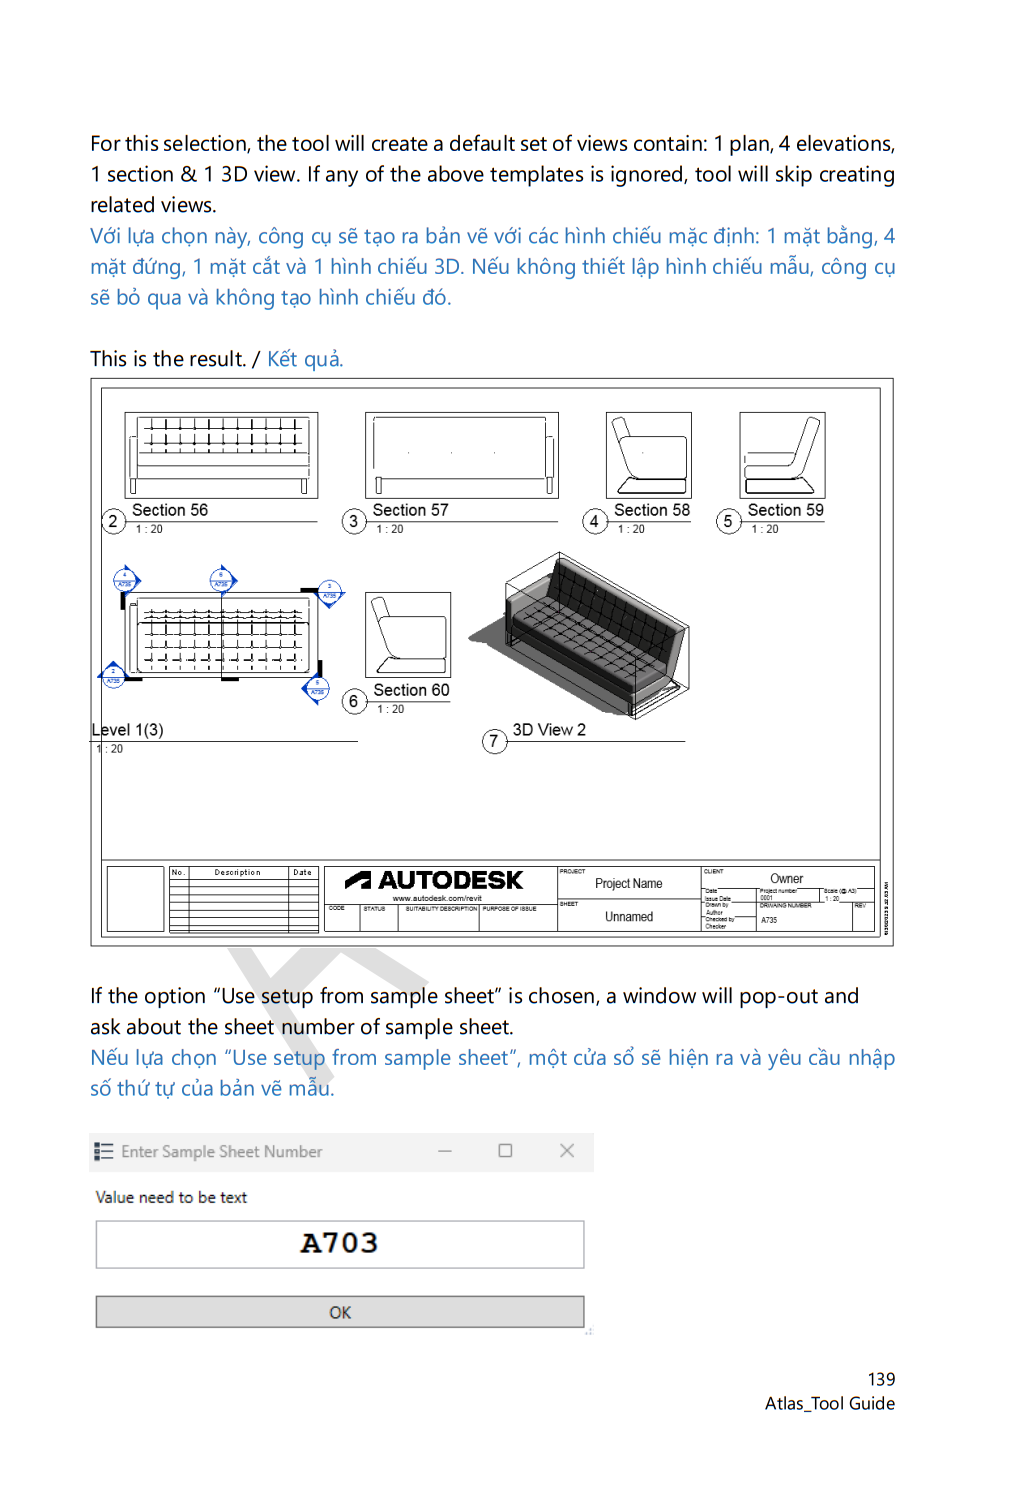 For this selection, the tool will create a default set of views contain: 1 plan, 4 elevations,
1 section & 1 3D view. If any of the above templates is ignored, tool will skip creating
related views.
Với lựa chọn này, công cụ sẽ tạo ra bản vẽ với các hình chiếu mặc định: 1 mặt bằng, 4
mặt đứng, 1 mặt cắt và 1 hình chiếu 3D. Nếu không thiết lập hình chiếu mẫu, công cụ
sẽ bỏ qua và không tạo hình chiếu đó.
This is the result. / Kết quả.
2 Section 56
1 : 20
3 Section 57
1 : 20
4 Section 58
1 : 20
5 Section 59
1 : 20
4
A735
6
A735
3
A735
2
A735
5
A735
Level 1(3)
1 : 20
6 Section 60
1 : 20
7 3D View 2
No. Description Date
AUTODESK
www.autodesk.com/revit
CODE STATUS SUITABILITY DESCRIPTION PURPOSE OF ISSUE
PROJECT
Project Name
SHEET
Unnamed
CLIENT
Owner
Date
Issue Date
Project number
0001
Scale (@ A3)
1 : 20
Drawn by
Author
Checked by
Checker
DRWAING NUMBER
A735
REV
If the option “Use setup from sample sheet” is chosen, a window will pop-out and
ask about the sheet number of sample sheet.
Nếu lựa chọn “Use setup from sample sheet”, một cửa sổ sẽ hiện ra và yêu cầu nhập
số thứ tự của bản vẽ mẫu.
Enter Sample Sheet Number
Value need to be text
A703
OK
139
Atlas_Tool Guide